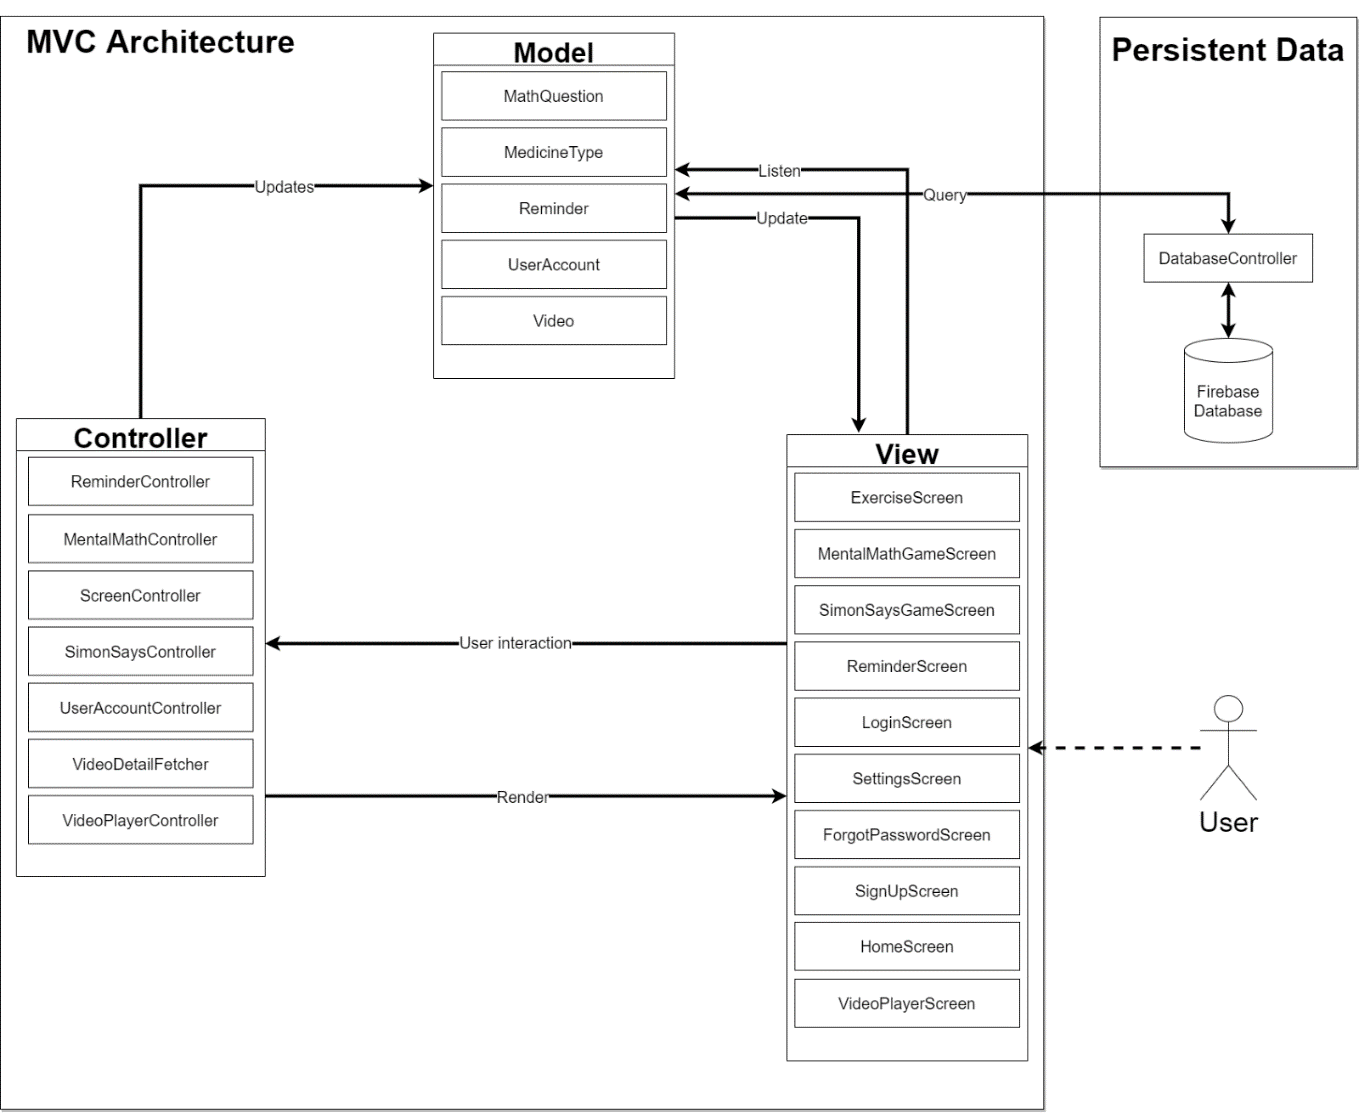 MVC Architecture
Model
MathQuestion
MedicineType
Reminder
UserAccount
Video
Persistent Data
DatabaseController
Firebase
Database
Updates
Listen
Query
Update
Controller
ReminderController
MentalMathController
ScreenController
SimonSaysController
UserAccountController
VideoDetailFetcher
VideoPlayerController
User interaction
Render
View
ExerciseScreen
MentalMathGameScreen
SimonSaysGameScreen
ReminderScreen
LoginScreen
SettingsScreen
ForgotPasswordScreen
SignUpScreen
HomeScreen
VideoPlayerScreen
User